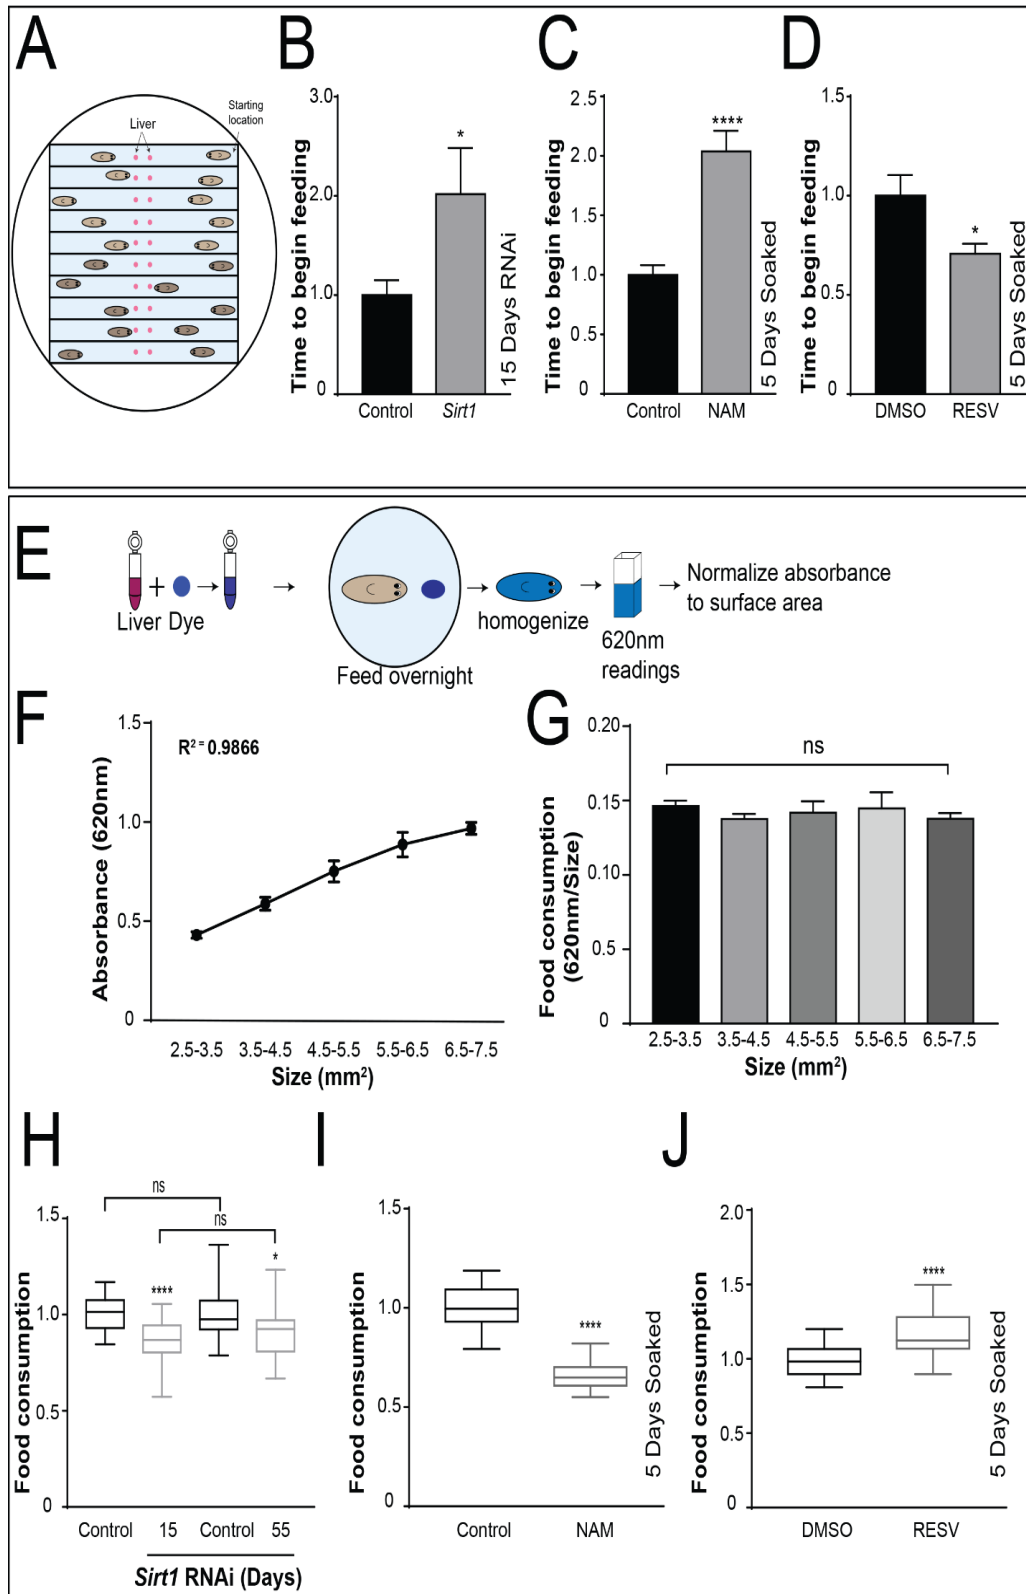 A
Liver
Starting
location
B
Time to begin feeding
3.0
2.0
1.0
0
*
Control
Sirt1
15 Days RNAi
C
Time to begin feeding
2.5
2.0
1.5
1.0
0.5
0
****
Control
NAM
5 Days Soaked
D
Time to begin feeding
1.5
1.0
0.5
0
*
DMSO
RESV
5 Days Soaked
E
+
Liver Dye
Feed overnight
homogenize
620nm
readings
Normalize absorbance
to surface area
F
Absorbance (620nm)
1.5
1.0
0.5
0
R² = 0.9866
2.5-3.5
3.5-4.5
4.5-5.5
5.5-6.5
6.5-7.5
Size (mm²)
G
Food consumption
(620nm/Size)
0.20
0.15
0.10
0.5
0
ns
2.5-3.5
3.5-4.5
4.5-5.5
5.5-6.5
6.5-7.5
Size (mm²)
H
Food consumption
1.5
1.0
0.5
0
ns
ns
****
*
Control
15
Control
55
Sirt1 RNAi (Days)
I
Food consumption
1.5
1.0
0.5
0
****
Control
NAM
5 Days Soaked
J
Food consumption
2.0
1.5
1.0
0.5
0
****
DMSO
RESV
5 Days Soaked